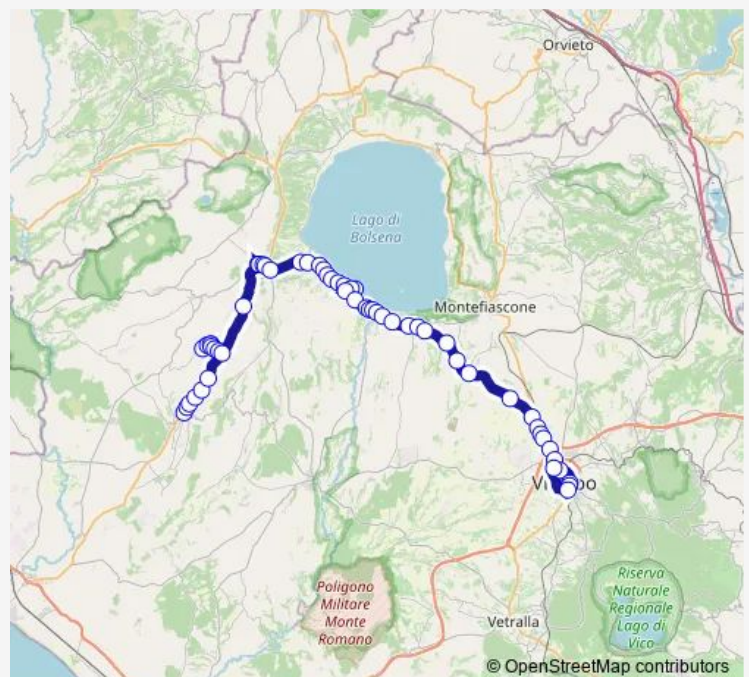 Orvieto
Lago di
Bolsena
Montefiascone
Poligono
Militare
Monte
Romano
Riserva
Naturale
Regionale
Lago di
Vico
Vetralla
© OpenStreetMap contributors